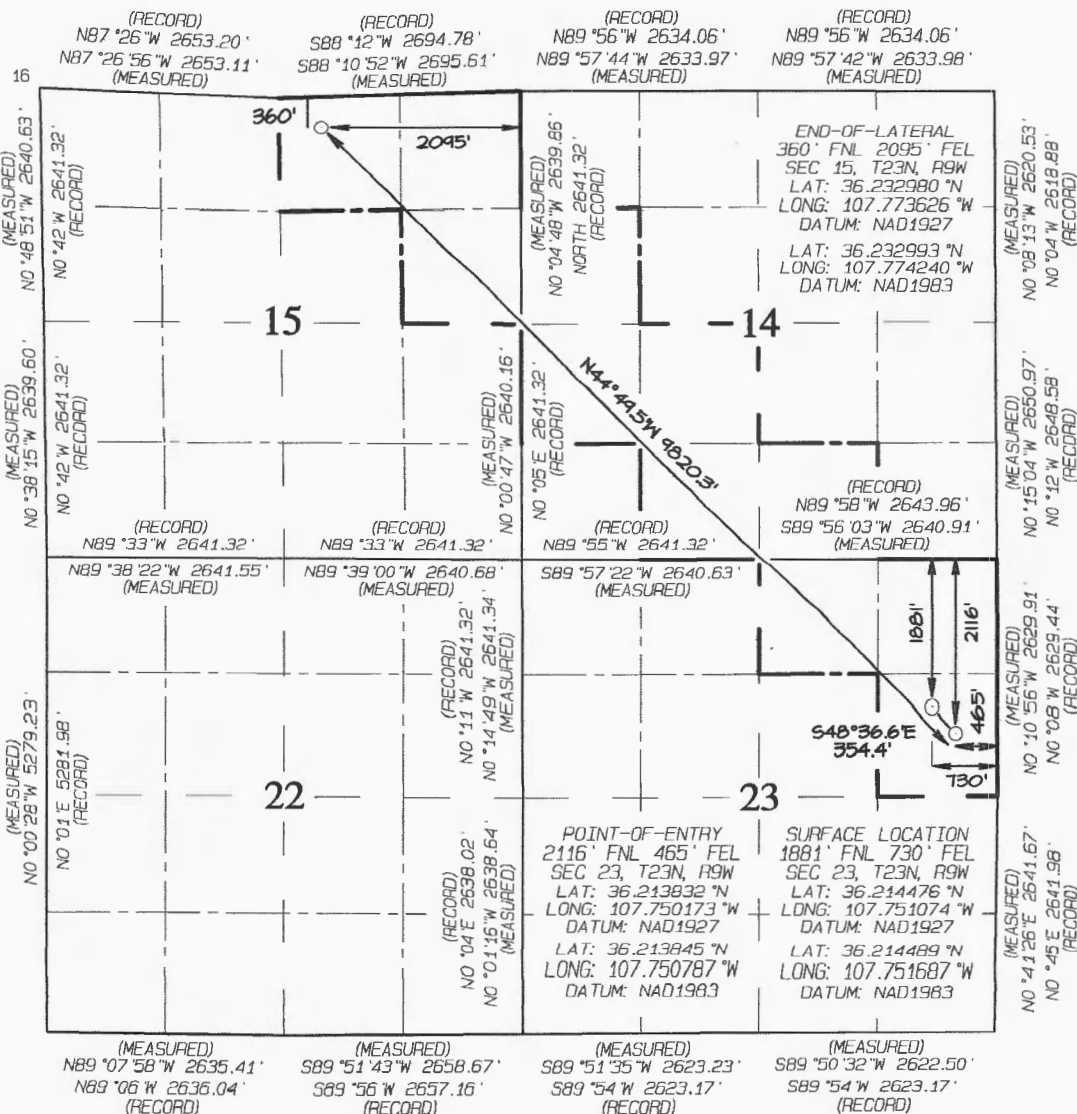 (RECORD)
N87°26'W 2653.20'
N87°26'56"W 2653.11'
(MEASURED)
(RECORD)
S88°12'W 2694.78'
S88°10'52"W 2695.61'
(MEASURED)
(RECORD)
N89°56'W 2634.06'
N89°57'44"W 2633.97'
(MEASURED)
(RECORD)
N89°56'W 2634.06'
N89°57'42"W 2633.98'
(MEASURED)
16
360'
2095'
(MEASURED)
N0°48'51"W 2640.63'
N0°42'W 2641.32'
(RECORD)
(MEASURED)
N0°04'48"W 2639.86'
NORTH 2641.32'
(RECORD)
END-OF-LATERAL
360' FNL 2095' FEL
SEC 15, T23N, R9W
LAT: 36.232980°N
LONG: 107.773626°W
DATUM: NAD1927
LAT: 36.232993°N
LONG: 107.774240°W
DATUM: NAD1983
(MEASURED)
N0°08'13"W 2620.53'
N0°04'W 2618.88'
(RECORD)
15
14
(MEASURED)
N0°38'15"W 2639.60'
N0°42'W 2641.32'
(RECORD)
(MEASURED)
N0°00'47"W 2640.16'
N0°05'E 2641.32'
(RECORD)
N44°49.5'W 9820.3'
(MEASURED)
N0°15'04"W 2650.97'
N0°12'W 2648.58'
(RECORD)
(RECORD)
N89°33'W 2641.32'
N89°38'22"W 2641.55'
(MEASURED)
(RECORD)
N89°33'W 2641.32'
N89°39'00"W 2640.68'
(MEASURED)
(RECORD)
N89°55'W 2641.32'
S89°57'22"W 2640.63'
(MEASURED)
(RECORD)
N89°58'W 2643.96'
S89°56'03"W 2640.91'
(MEASURED)
1881'
2116'
465'
730'
S48°36.6'E
354.4'
(RECORD)
N0°11'W 2641.32'
N0°14'49"W 2641.34'
(MEASURED)
(MEASURED)
N0°10'56"W 2629.91'
N0°08'W 2629.44'
(RECORD)
(MEASURED)
N0°00'28"W 5279.23'
N0°01'E 5281.98'
(RECORD)
22
23
(RECORD)
N0°04'E 2638.02'
N0°01'16"W 2638.64'
(MEASURED)
POINT-OF-ENTRY
2116' FNL 465' FEL
SEC 23, T23N, R9W
LAT: 36.213832°N
LONG: 107.750173°W
DATUM: NAD1927
LAT: 36.213845°N
LONG: 107.750787°W
DATUM: NAD1983
SURFACE LOCATION
1881' FNL 730' FEL
SEC 23, T23N, R9W
LAT: 36.214476°N
LONG: 107.751074°W
DATUM: NAD1927
LAT: 36.214489°N
LONG: 107.751687°W
DATUM: NAD1983
(MEASURED)
N0°41'26"E 2641.67'
N0°45'E 2641.98'
(RECORD)
(MEASURED)
N89°07'58"W 2635.41'
N89°06'W 2636.04'
(RECORD)
(MEASURED)
S89°51'43"W 2658.67'
S89°56'W 2657.16'
(RECORD)
(MEASURED)
S89°51'35"W 2623.23'
S89°54'W 2623.17'
(RECORD)
(MEASURED)
S89°50'32"W 2622.50'
S89°54'W 2623.17'
(RECORD)